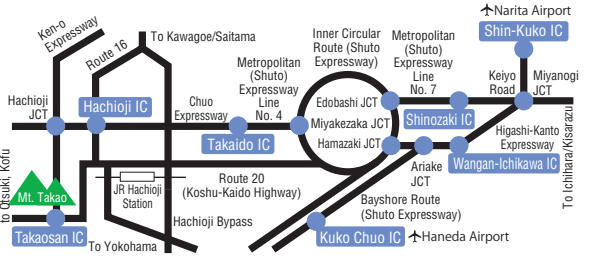 Narita Airport
Shin-Kuko IC
Ken-o
Expressway
To Kawagoe/Saitama
Route 16
Inner Circular
Route (Shuto
Expressway)
Metropolitan
(Shuto)
Expressway
Line
No. 4
Metropolitan
(Shuto)
Expressway
Line
No. 7
Keiyo
Road
Miyanogi
JCT
Hachioji
JCT
Hachioji IC
Chuo
Expressway
Takaido IC
Edobashi JCT
Miyakezaka JCT
Hamazaki JCT
Shinozaki IC
Higashi-Kanto
Expressway
Wangan-Ichikawa IC
To Ichihara/Kisarazu
to Otsuki, Kofu
Mt. Takao
Takaosan IC
JR Hachioji
Station
Route 20
(Koshu-Kaido Highway)
Hachioji Bypass
To Yokohama
Ariake
JCT
Bayshore Route
(Shuto Expressway)
Kuko Chuo IC
Haneda Airport